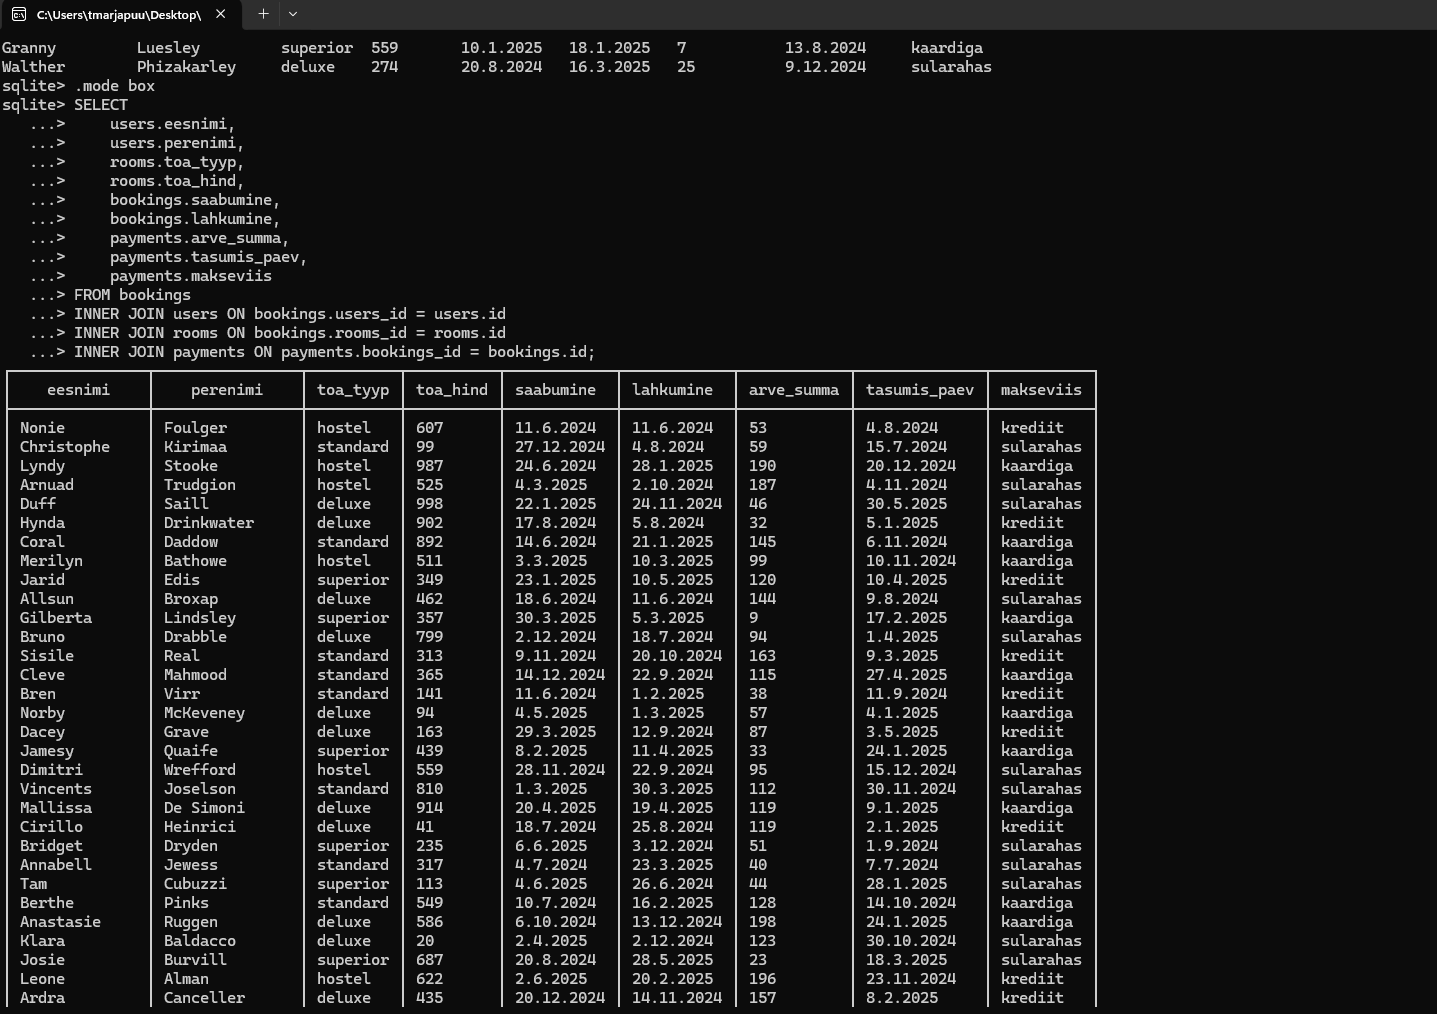 C:\Users\tmarjapuu\Desktop\
Granny Luesley superior 559 10.1.2025 18.1.2025 7 13.8.2024 kaardiga
Walther Phizakarley deluxe 274 20.8.2024 16.3.2025 25 9.12.2024 sularahas
sqlite> .mode box
sqlite> SELECT
...> users.eesnimi,
...> users.perenimi,
...> rooms.toa_tyyp,
...> rooms.toa_hind,
...> bookings.saabumine,
...> bookings.lahkumine,
...> payments.arve_summa,
...> payments.tasumis_paev,
...> payments.makseviis
...> FROM bookings
...> INNER JOIN users ON bookings.users_id = users.id
...> INNER JOIN rooms ON bookings.rooms_id = rooms.id
...> INNER JOIN payments ON payments.bookings_id = bookings.id;
eesnimi perenimi toa_tyyp toa_hind saabumine lahkumine arve_summa tasumis_paev makseviis
Nonie Foulger hostel 607 11.6.2024 11.6.2024 53 4.8.2024 krediit
Christophe Kirimaa standard 99 27.12.2024 4.8.2024 59 15.7.2024 sularahas
Lyndy Stooke hostel 987 24.6.2024 28.1.2025 190 20.12.2024 kaardiga
Arnuad Trudgion hostel 525 4.3.2025 2.10.2024 187 4.11.2024 sularahas
Duff Saill deluxe 998 22.1.2025 24.11.2024 46 30.5.2025 sularahas
Hynda Drinkwater deluxe 902 17.8.2024 5.8.2024 32 5.1.2025 krediit
Coral Daddow standard 892 14.6.2024 21.1.2025 145 6.11.2024 kaardiga
Merilyn Bathowe hostel 511 3.3.2025 10.3.2025 99 10.11.2024 kaardiga
Jarid Edis superior 349 23.1.2025 10.5.2025 120 10.4.2025 krediit
Allsun Broxap deluxe 462 18.6.2024 11.6.2024 144 9.8.2024 sularahas
Gilberta Lindsley superior 357 30.3.2025 5.3.2025 9 17.2.2025 kaardiga
Bruno Drabble deluxe 799 2.12.2024 18.7.2024 94 1.4.2025 sularahas
Sisile Real standard 313 9.11.2024 20.10.2024 163 9.3.2025 krediit
Cleve Mahmood standard 365 14.12.2024 22.9.2024 115 27.4.2025 kaardiga
Bren Virr standard 141 11.6.2024 1.2.2025 38 11.9.2024 krediit
Norby McKeveney deluxe 94 4.5.2025 1.3.2025 57 4.1.2025 kaardiga
Dacey Grave deluxe 163 29.3.2025 12.9.2024 87 3.5.2025 krediit
Jamesy Quaife superior 439 8.2.2025 11.4.2025 33 24.1.2025 kaardiga
Dimitri Wrefford hostel 559 28.11.2024 22.9.2024 95 15.12.2024 sularahas
Vincents Joselson standard 810 1.3.2025 30.3.2025 112 30.11.2024 sularahas
Mallissa De Simoni deluxe 914 20.4.2025 19.4.2025 119 9.1.2025 kaardiga
Cirillo Heinrici deluxe 41 18.7.2024 25.8.2024 119 2.1.2025 krediit
Bridget Dryden superior 235 6.6.2025 3.12.2024 51 1.9.2024 sularahas
Annabell Jewess standard 317 4.7.2024 23.3.2025 40 7.7.2024 sularahas
Tam Cubuzzi superior 113 4.6.2025 26.6.2024 44 28.1.2025 sularahas
Berthe Pinks standard 549 10.7.2024 16.2.2025 128 14.10.2024 kaardiga
Anastasie Ruggen deluxe 586 6.10.2024 13.12.2024 198 24.1.2025 kaardiga
Klara Baldacco deluxe 20 2.4.2025 2.12.2024 123 30.10.2024 sularahas
Josie Burvill superior 687 20.8.2024 28.5.2025 23 18.3.2025 sularahas
Leone Alman hostel 622 2.6.2025 20.2.2025 196 23.11.2024 krediit
Ardra Canceller deluxe 435 20.12.2024 14.11.2024 157 8.2.2025 krediit